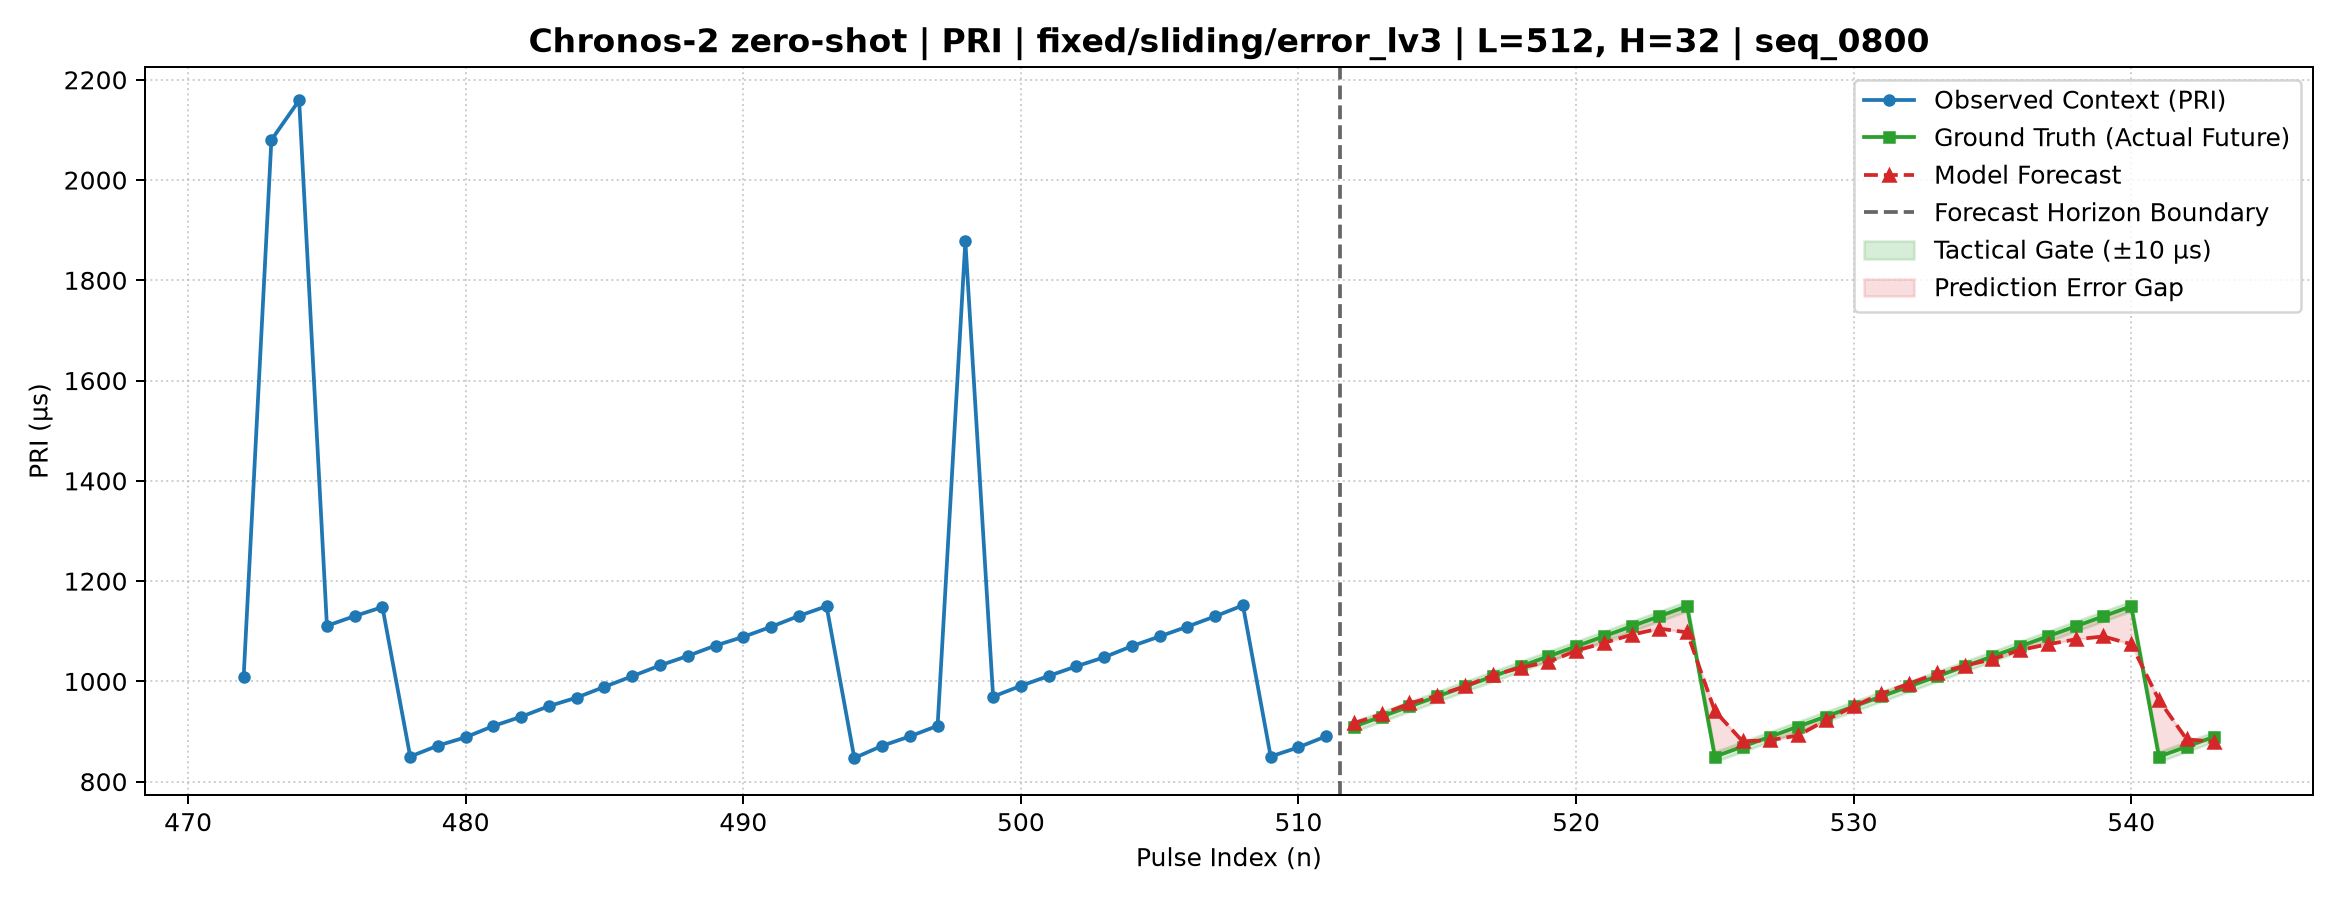 Chronos-2 zero-shot | PRI | fixed/sliding/error_lv3 | L=512, H=32 | seq_0800
PRI (µs)
2200
2000
1800
1600
1400
1200
1000
800
Observed Context (PRI)
Ground Truth (Actual Future)
Model Forecast
Forecast Horizon Boundary
Tactical Gate (±10 µs)
Prediction Error Gap
470 480 490 500 510 520 530 540
Pulse Index (n)